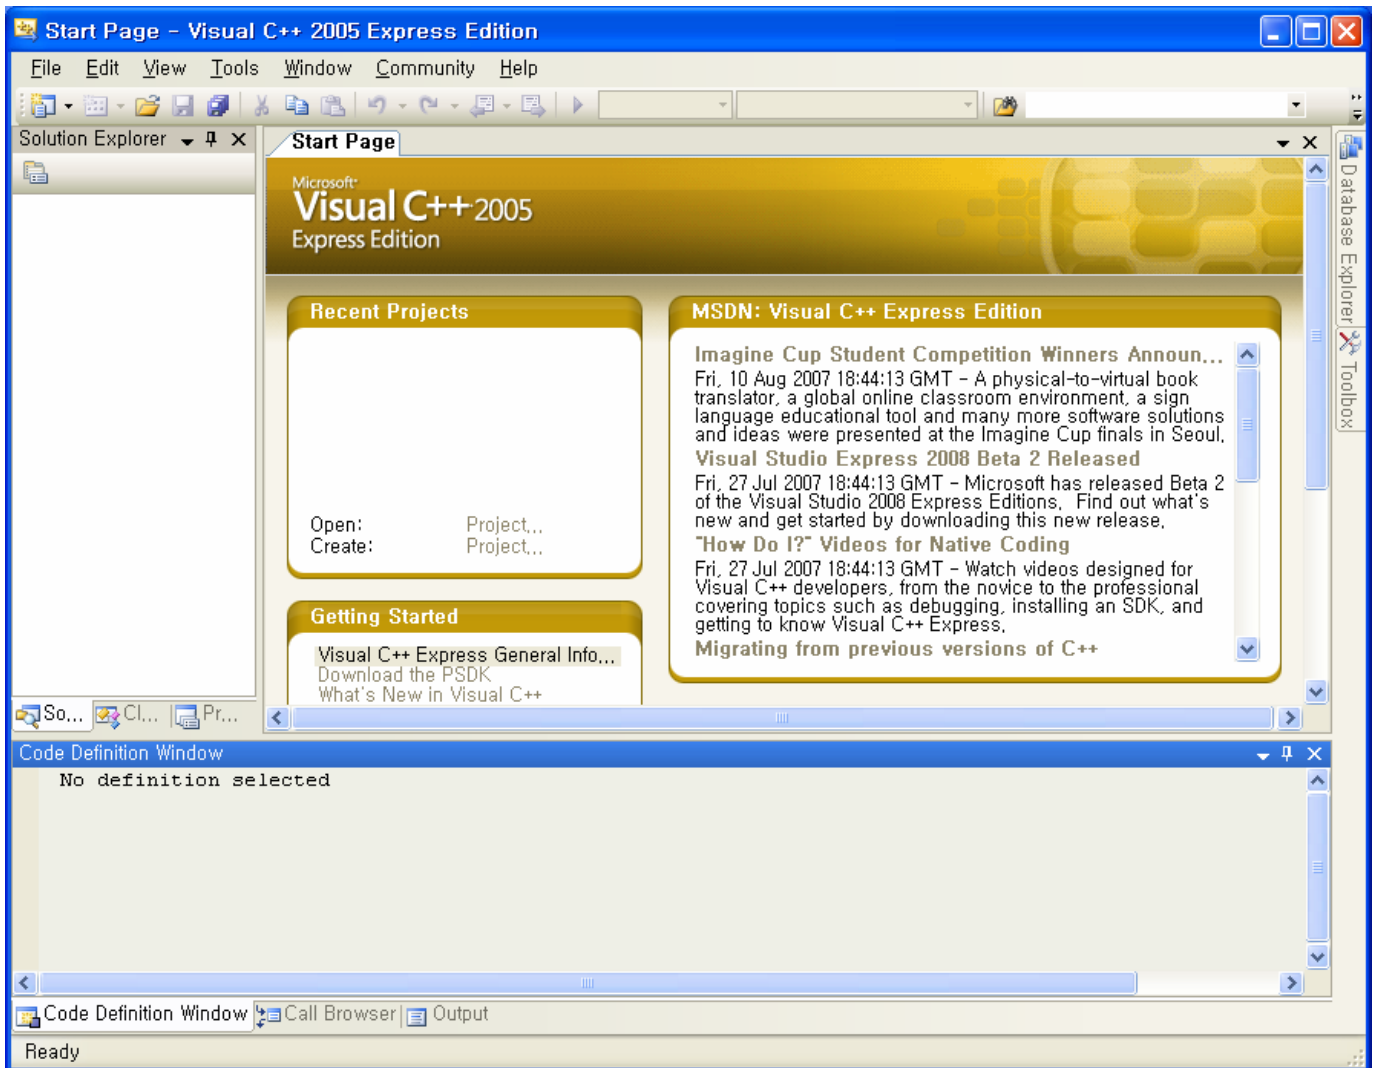 Start Page - Visual C++ 2005 Express Edition
File Edit View Tools Window Community Help
Solution Explorer
Start Page
Microsoft
Visual C++ 2005
Express Edition
Recent Projects
Open: Project...
Create: Project...
Getting Started
Visual C++ Express General Info...
Download the PSDK
What's New in Visual C++
MSDN: Visual C++ Express Edition
Imagine Cup Student Competition Winners Announ...
Fri, 10 Aug 2007 18:44:13 GMT - A physical-to-virtual book
translator, a global online classroom environment, a sign
language educational tool and many more software solutions
and ideas were presented at the Imagine Cup finals in Seoul.
Visual Studio Express 2008 Beta 2 Released
Fri, 27 Jul 2007 18:44:13 GMT - Microsoft has released Beta 2
of the Visual Studio 2008 Express Editions. Find out what's
new and get started by downloading this new release.
"How Do I?" Videos for Native Coding
Fri, 27 Jul 2007 18:44:13 GMT - Watch videos designed for
Visual C++ developers, from the novice to the professional
covering topics such as debugging, installing an SDK, and
getting to know Visual C++ Express.
Migrating from previous versions of C++
Database Explorer
Toolbox
So... Cl... Pr...
Code Definition Window
No definition selected
Code Definition Window Call Browser Output
Ready